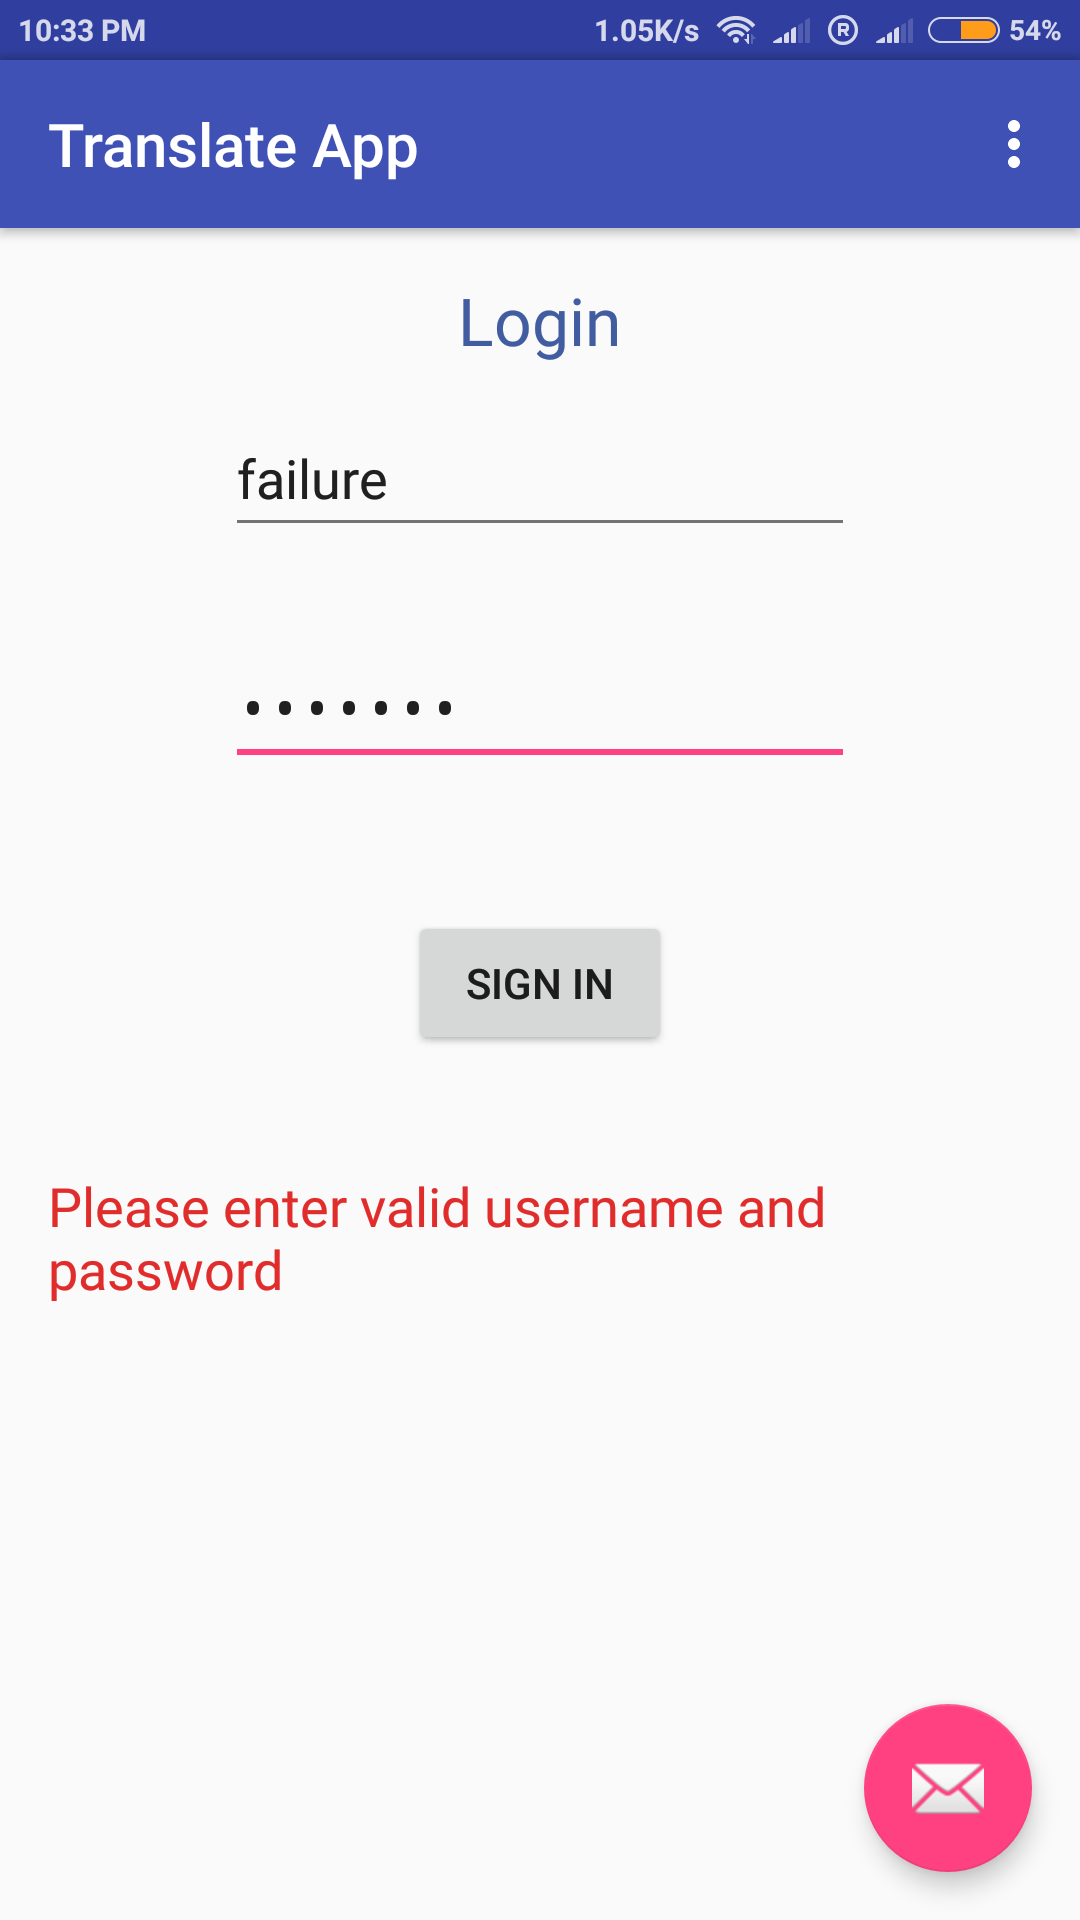 10:33 PM 1.05K/s R 54%
Translate App
Login
failure
•••••••
SIGN IN
Please enter valid username and
password